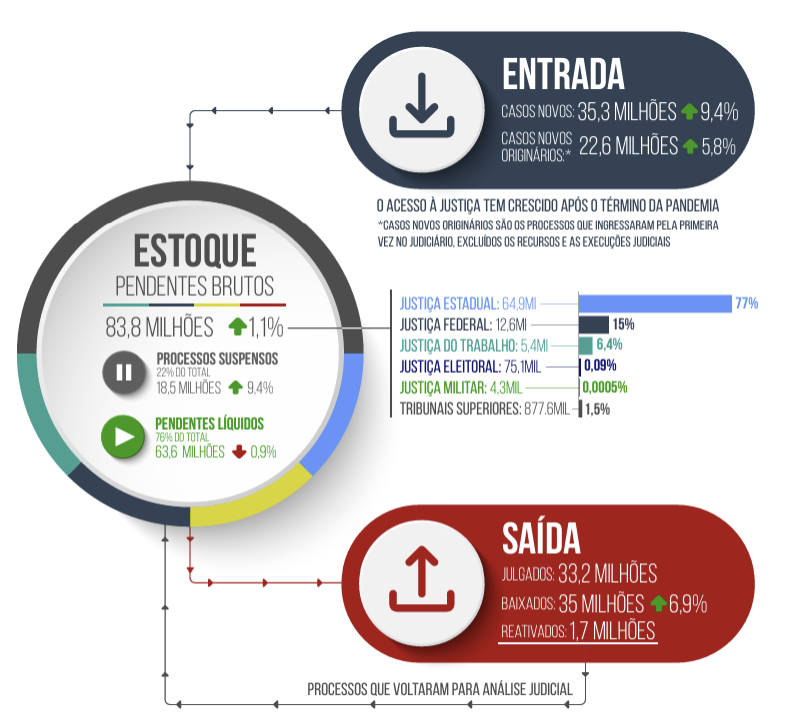 ENTRADA
CASOS NOVOS: 35,3 MILHÕES 9,4%
CASOS NOVOS
ORIGINÁRIOS:* 22,6 MILHÕES 5,8%
O ACESSO À JUSTIÇA TEM CRESCIDO APÓS O TÉRMINO DA PANDEMIA
*CASOS NOVOS ORIGINÁRIOS SÃO OS PROCESSOS QUE INGRESSARAM PELA PRIMEIRA
VEZ NO JUDICIÁRIO, EXCLUÍDOS OS RECURSOS E AS EXECUÇÕES JUDICIAIS
ESTOQUE
PENDENTES BRUTOS
83,8 MILHÕES 1,1%
PROCESSOS SUSPENSOS
22% DO TOTAL
18,5 MILHÕES 9,4%
PENDENTES LÍQUIDOS
76% DO TOTAL
63,6 MILHÕES 0,9%
JUSTIÇA ESTADUAL: 64,9MI 77%
JUSTIÇA FEDERAL: 12,6MI 15%
JUSTIÇA DO TRABALHO: 5,4MI 6,4%
JUSTIÇA ELEITORAL: 75,1MIL 0,09%
JUSTIÇA MILITAR: 4,3MIL 0,0005%
TRIBUNAIS SUPERIORES: 877.6MIL 1,5%
SAÍDA
JULGADOS: 33,2 MILHÕES
BAIXADOS: 35 MILHÕES 6,9%
REATIVADOS: 1,7 MILHÕES
PROCESSOS QUE VOLTARAM PARA ANÁLISE JUDICIAL